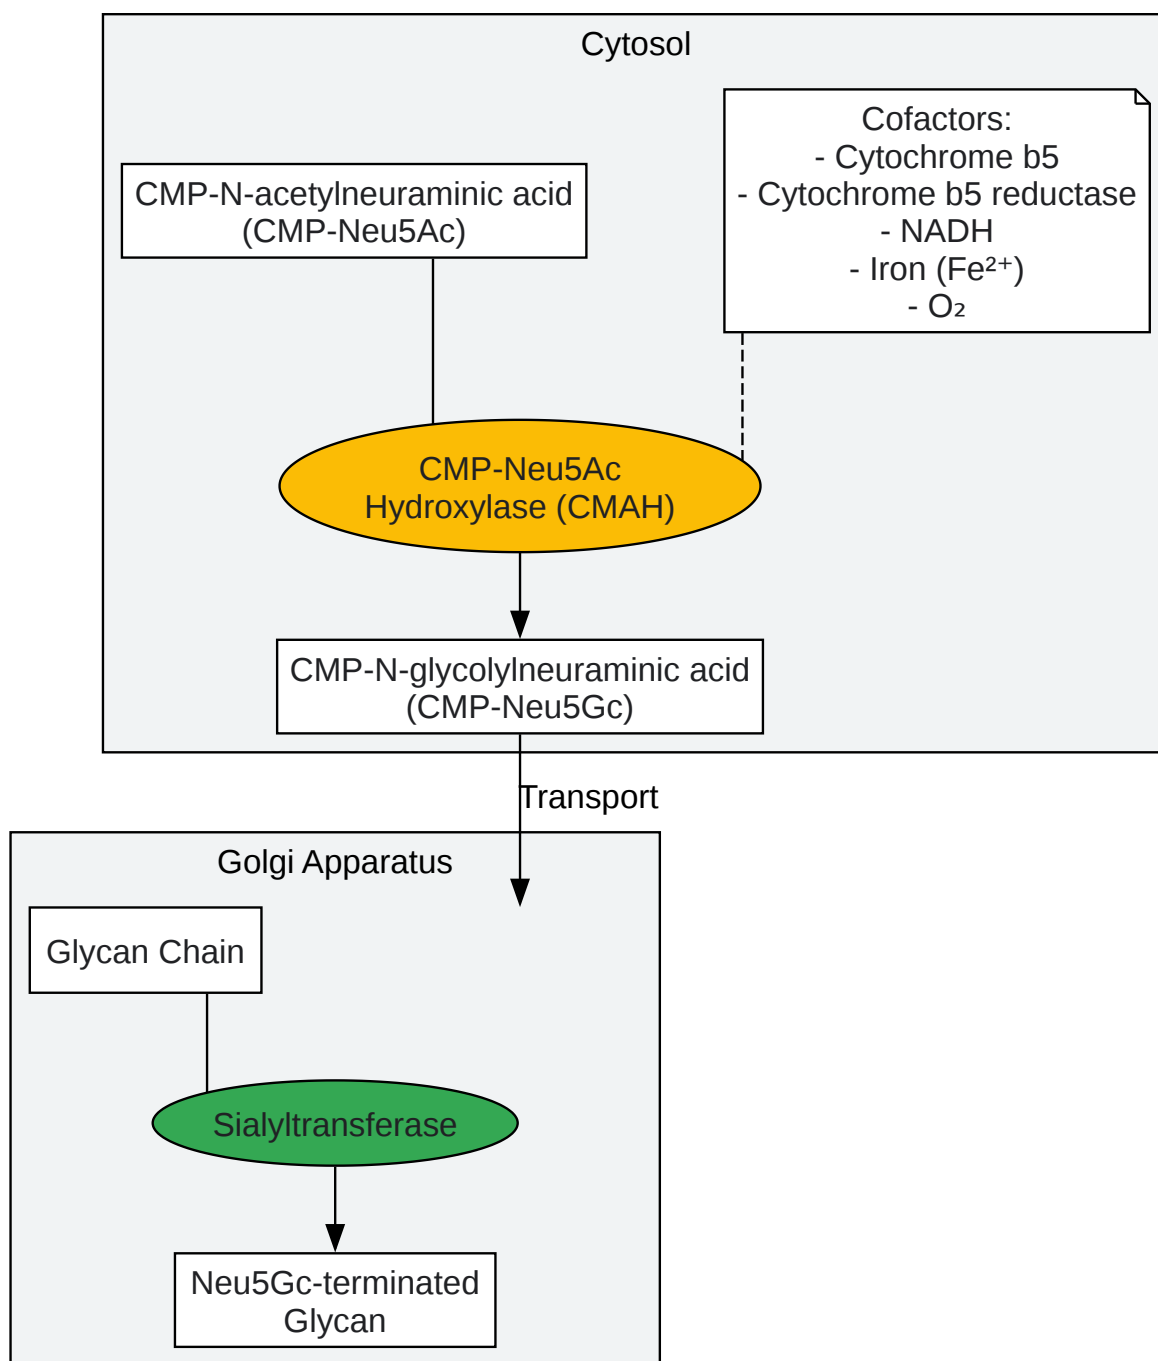 Cytosol
Cofactors:
- Cytochrome b5
- Cytochrome b5 reductase
- NADH
- Iron (Fe²⁺)
- O₂
CMP-N-acetylneuraminic acid
(CMP-Neu5Ac)
CMP-Neu5Ac
Hydroxylase (CMAH)
CMP-N-glycolylneuraminic acid
(CMP-Neu5Gc)
Transport
Golgi Apparatus
Glycan Chain
Sialyltransferase
Neu5Gc-terminated
Glycan